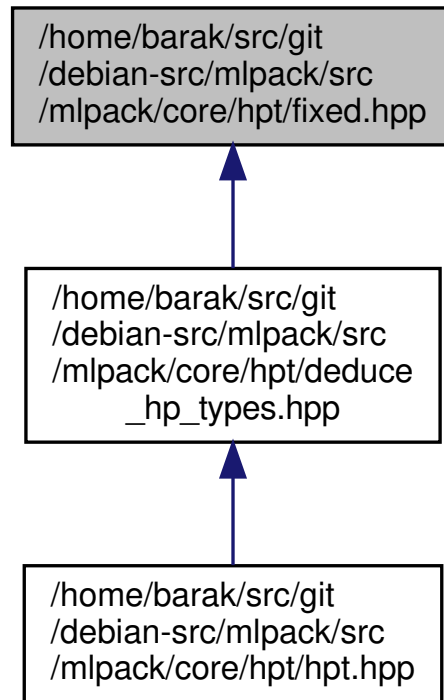 /home/barak/src/git
/debian-src/mlpack/src
/mlpack/core/hpt/fixed.hpp
/home/barak/src/git
/debian-src/mlpack/src
/mlpack/core/hpt/deduce
_hp_types.hpp
/home/barak/src/git
/debian-src/mlpack/src
/mlpack/core/hpt/hpt.hpp